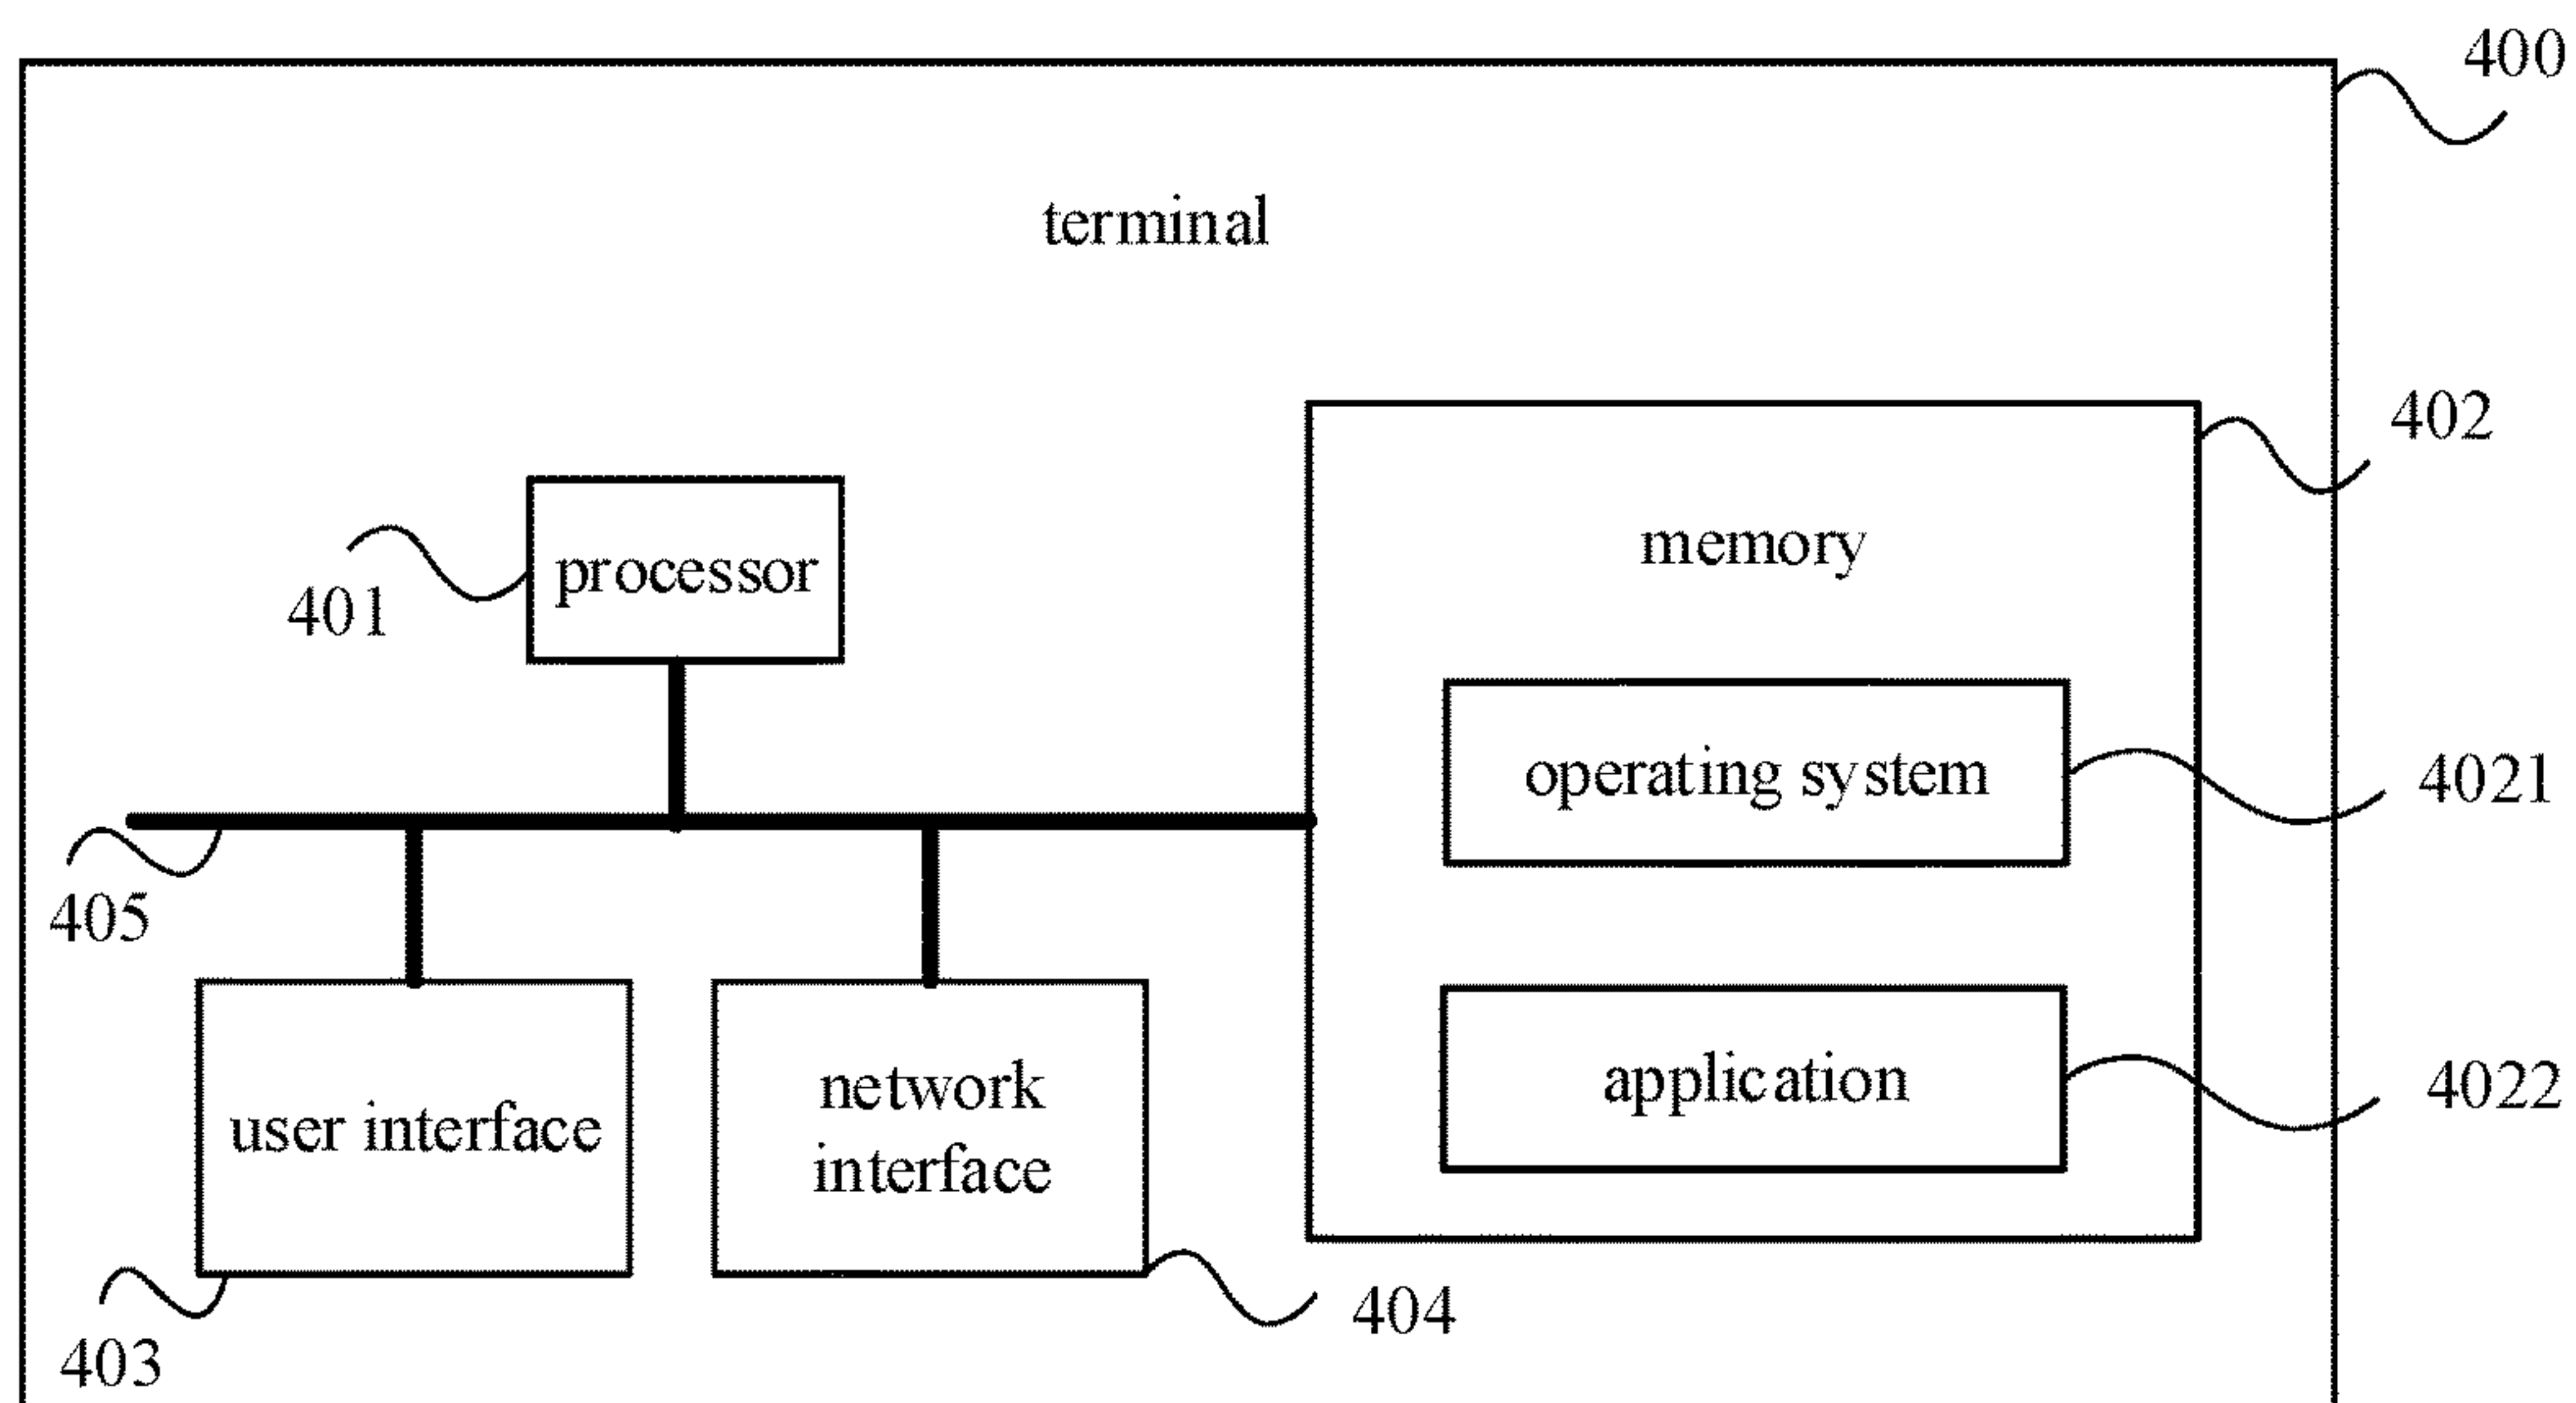 400
terminal
402
memory
processor
401
operating system
4021
405
user interface
network
interface
application
4022
403
404